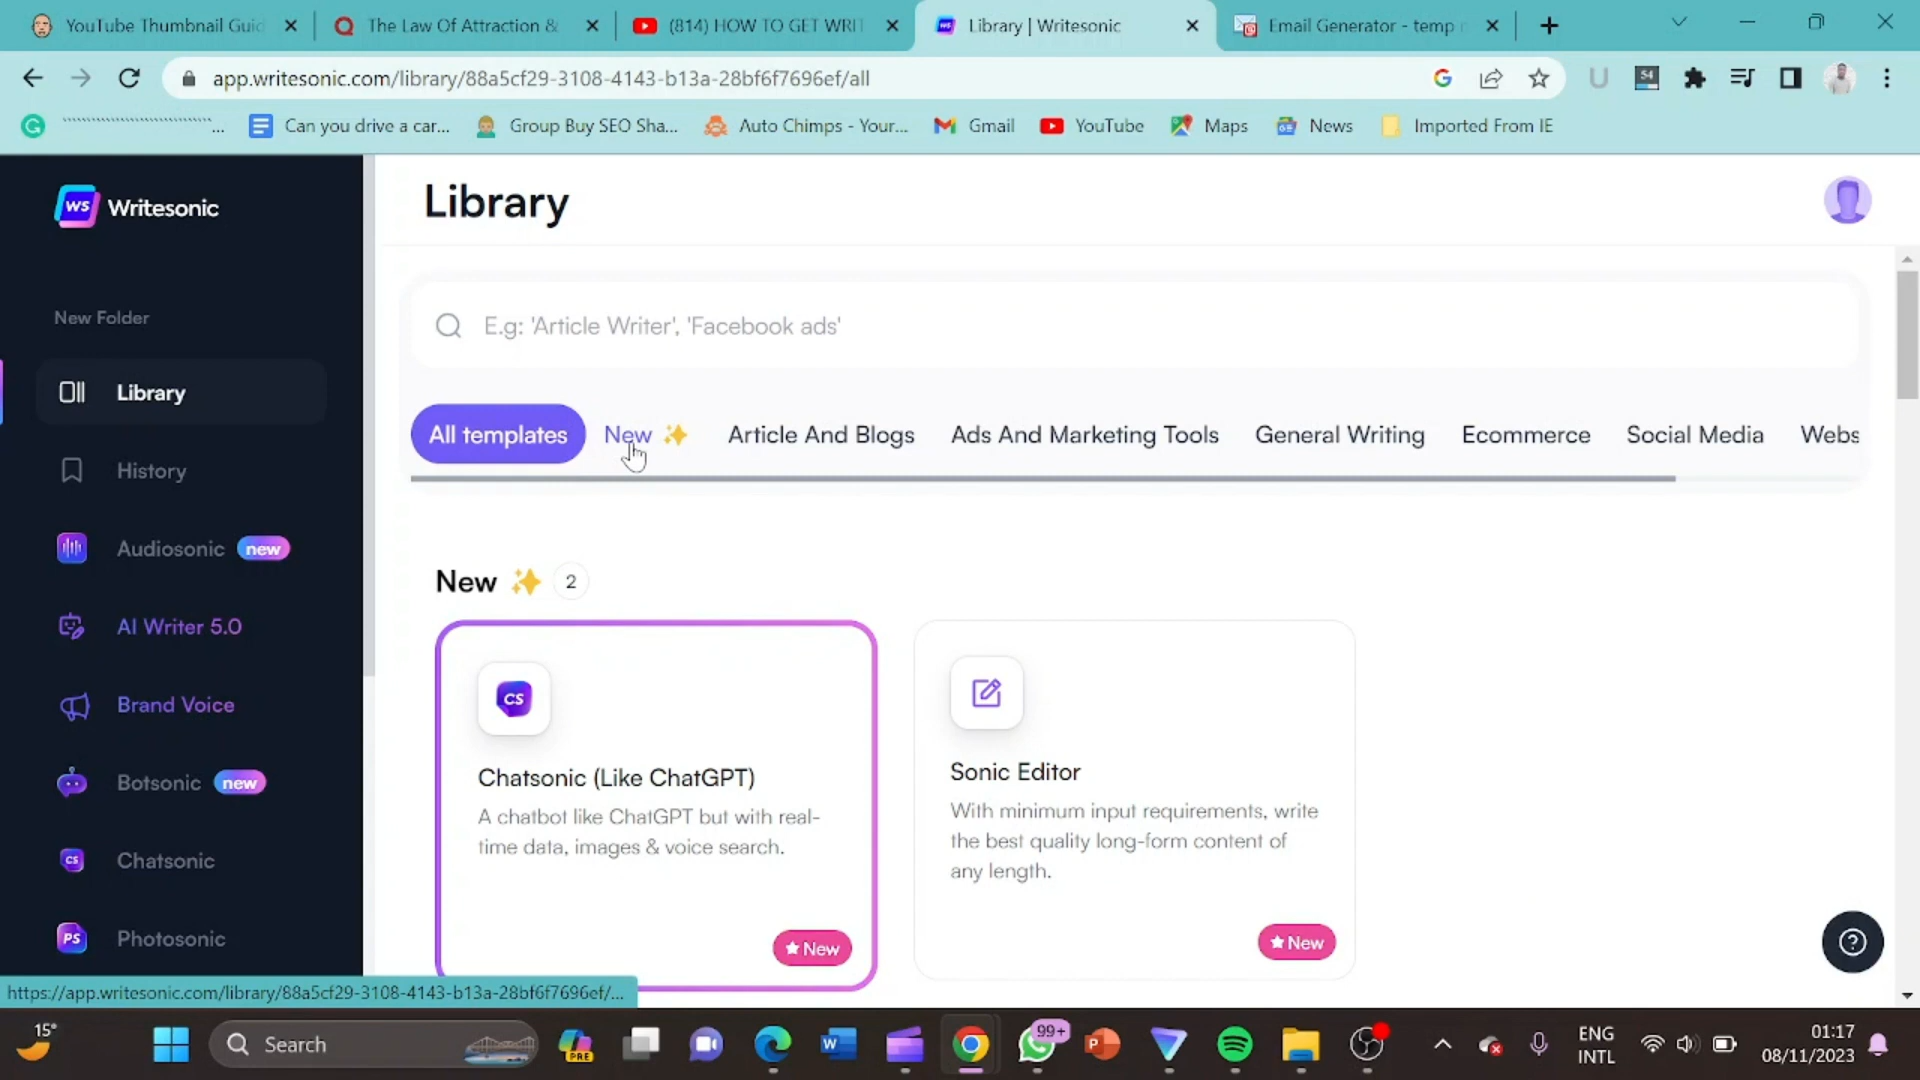 YouTube Thumbnail Guid
The Law Of Attraction &
(814) HOW TO GET WRIT
Library | Writesonic
Email Generator - temp m
app.writesonic.com/library/88a5cf29-3108-4143-b13a-28bf6f7696ef/all
54
Can you drive a car...
Group Buy SEO Sha...
Auto Chimps - Your...
Gmail
YouTube
Maps
News
Imported From IE
WS Writesonic
Library
New Folder
E.g: 'Article Writer', 'Facebook ads'
Library
All templates
New
Article And Blogs
Ads And Marketing Tools
General Writing
Ecommerce
Social Media
Webs
History
Audiosonic new
New 2
AI Writer 5.0
Brand Voice
CS
Chatsonic (Like ChatGPT)
A chatbot like ChatGPT but with real-
time data, images & voice search.
New
Sonic Editor
With minimum input requirements, write
the best quality long-form content of
any length.
New
Botsonic new
CS Chatsonic
PS Photosonic
https://app.writesonic.com/library/88a5cf29-3108-4143-b13a-28bf6f7696ef/...
15°
Search
PRE
W
99+
P
ENG
INTL
01:17
08/11/2023